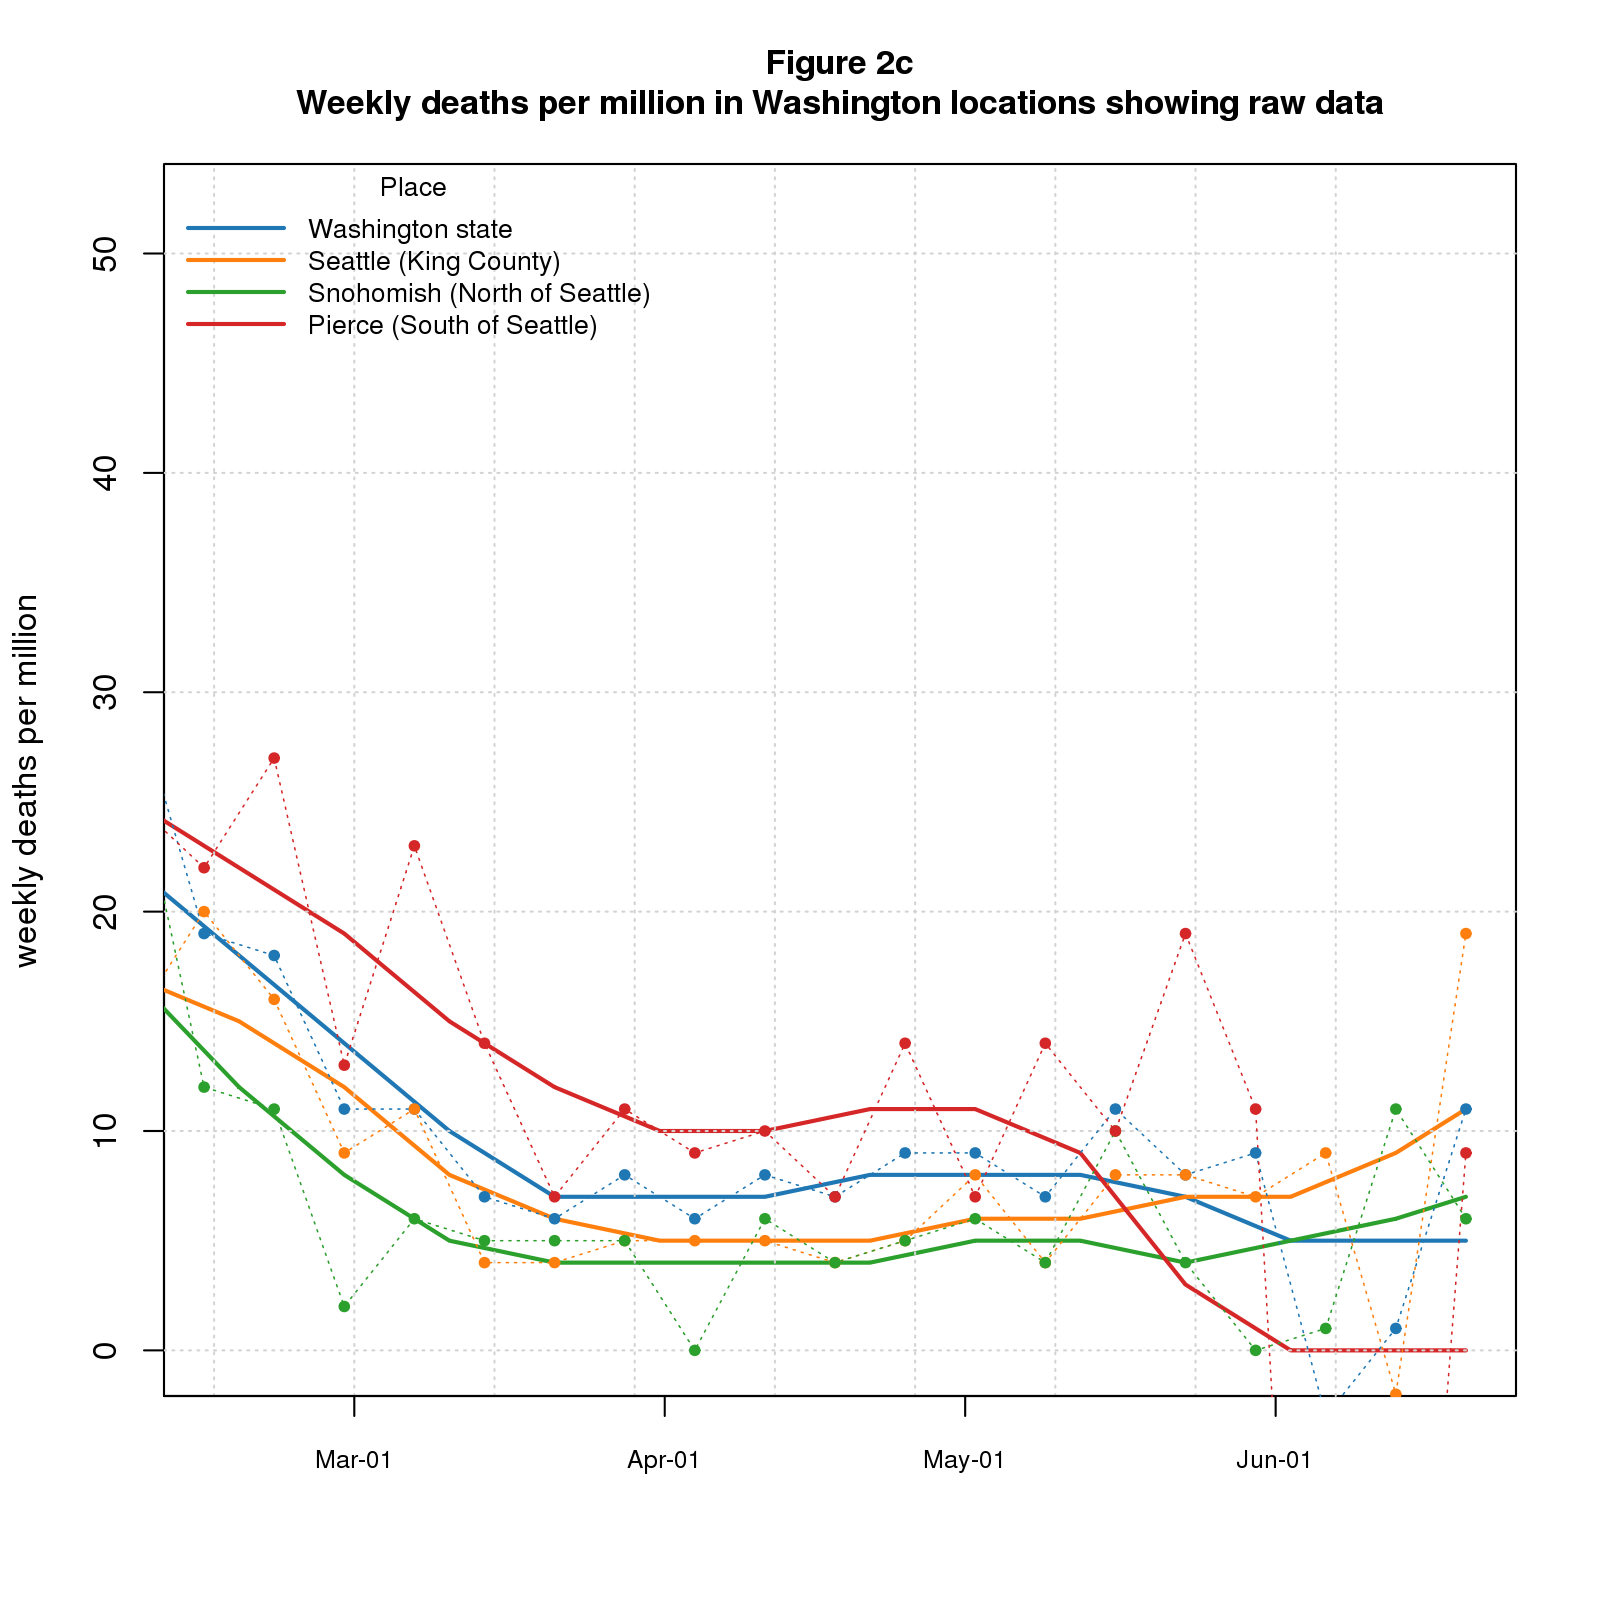 Figure 2c
Weekly deaths per million in Washington locations showing raw data
Place
Washington state
Seattle (King County)
Snohomish (North of Seattle)
Pierce (South of Seattle)
weekly deaths per million
50
40
30
20
10
0
Mar-01 Apr-01 May-01 Jun-01